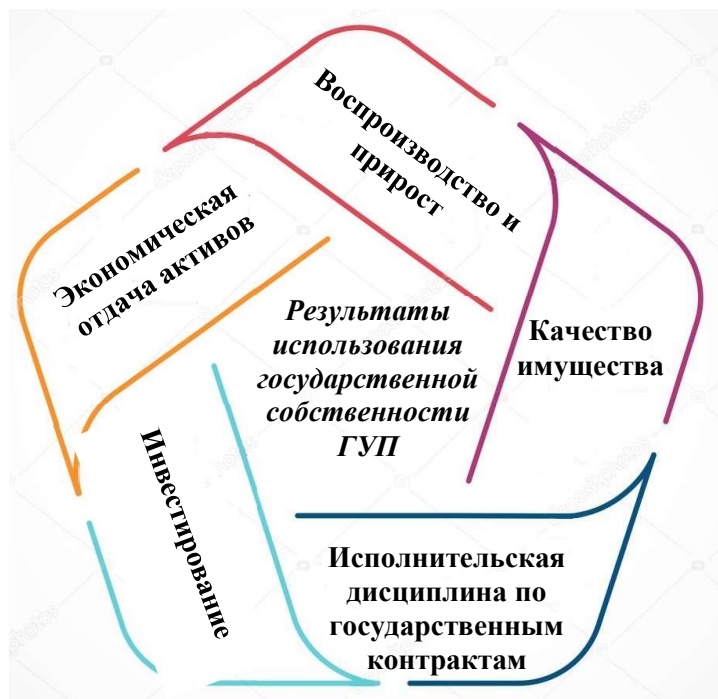 Воспроизводство и
прирост
Экономическая
отдача активов
Результаты
использования
государственной
собственности
ГУП
Качество
имущества
Инвестирование
Исполнительская
дисциплина по
государственным
контрактам